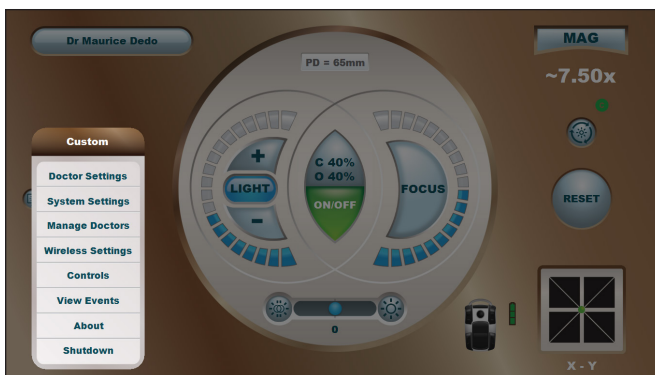 Dr Maurice Dedo
MAG
PD = 65mm
~7.50x
Custom
Doctor Settings
System Settings
Manage Doctors
Wireless Settings
Controls
View Events
About
Shutdown
+
LIGHT
-
C 40%
O 40%
ON/OFF
FOCUS
RESET
0
X - Y